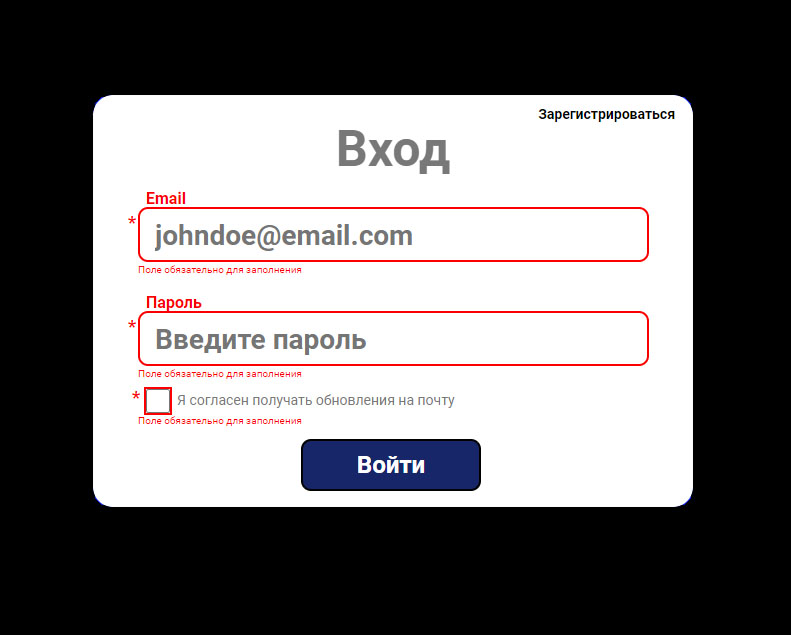 Зарегистрироваться
Вход
Email
* johndoe@email.com
Поле обязательно для заполнения
Пароль
* Введите пароль
Поле обязательно для заполнения
* Я согласен получать обновления на почту
Поле обязательно для заполнения
Войти